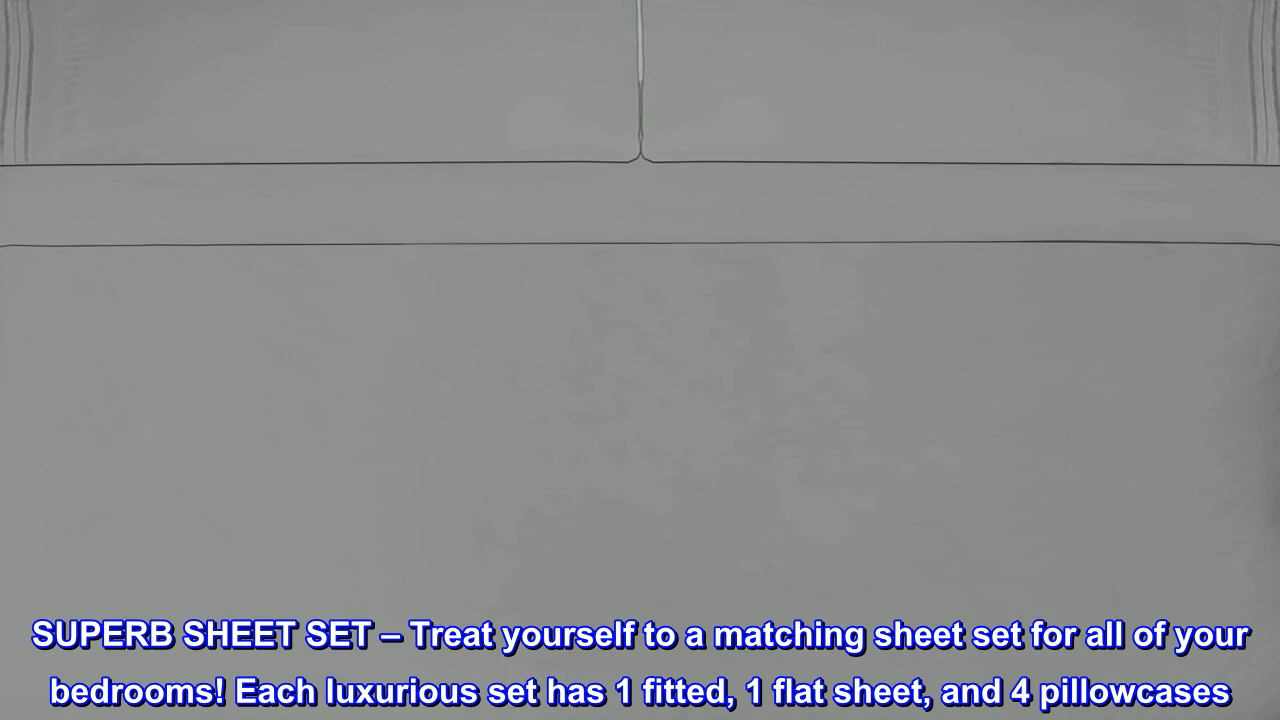 SUPERB SHEET SET – Treat yourself to a matching sheet set for all of your
bedrooms! Each luxurious set has 1 fitted, 1 flat sheet, and 4 pillowcases